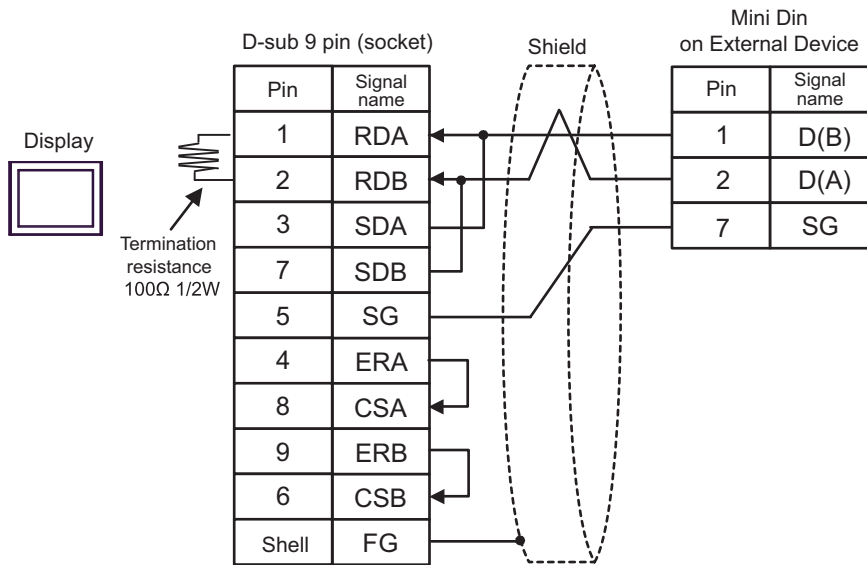 D-sub 9 pin (socket)
Shield
Mini Din
on External Device
Display
Termination
resistance
100Ω 1/2W
Pin Signal name
1 RDA
2 RDB
3 SDA
7 SDB
5 SG
4 ERA
8 CSA
9 ERB
6 CSB
Shell FG
Pin Signal name
1 D(B)
2 D(A)
7 SG